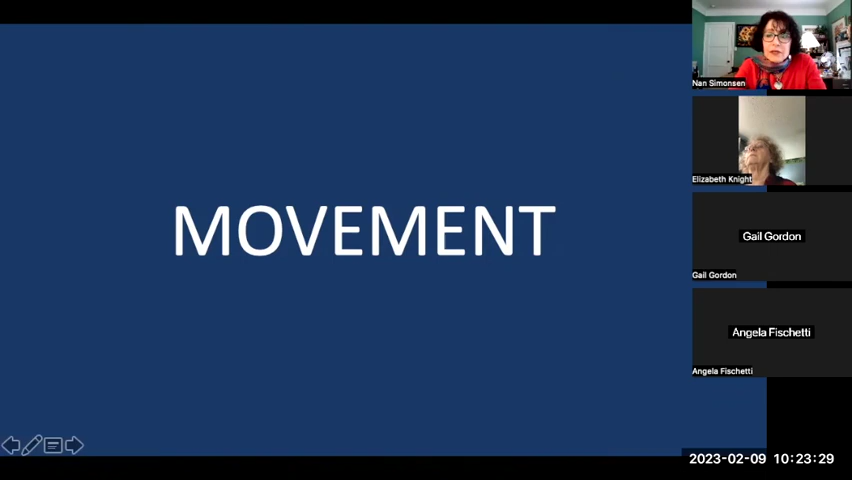 MOVEMENT
Nan Simonsen
Elizabeth Knight
Gail Gordon
Gail Gordon
Angela Fischetti
Angela Fischetti
2023-02-09 10:23:29